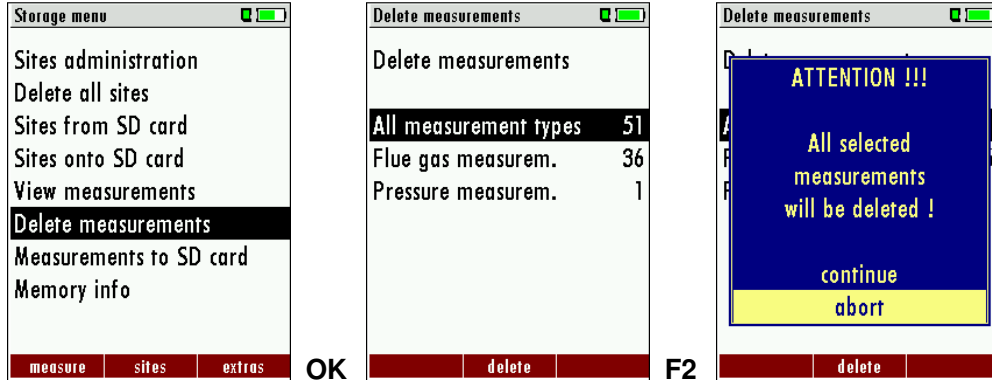 Storage menu
Sites administration
Delete all sites
Sites from SD card
Sites onto SD card
View measurements
Delete measurements
Measurements to SD card
Memory info
measure sites extras
OK
Delete measurements
Delete measurements
All measurement types 51
Flue gas measurem. 36
Pressure measurem. 1
delete
F2
Delete measurements
ATTENTION !!!
All selected
measurements
will be deleted !
continue
abort
delete